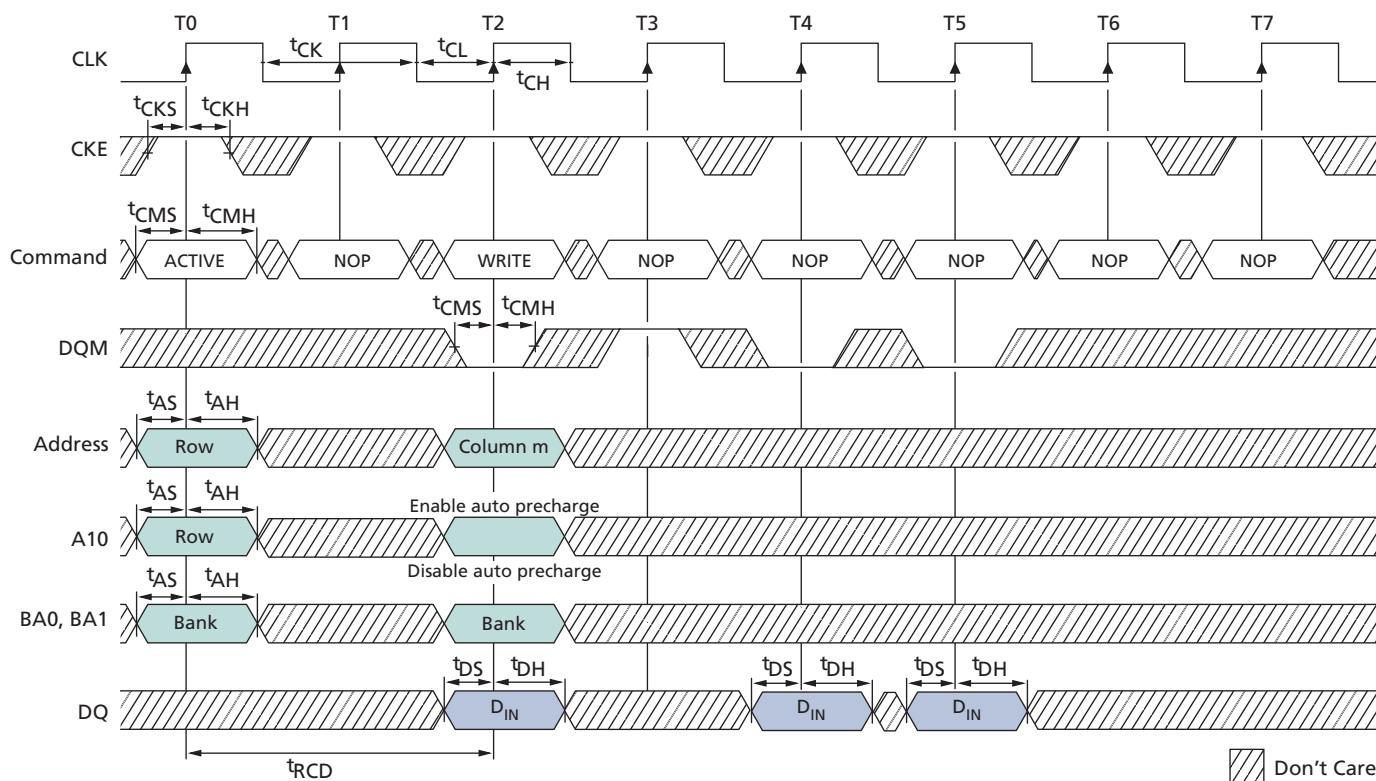 T0 T1 T2 T3 T4 T5 T6 T7
CLK
tCK tCL
tCH
tCKS tCKH
CKE
tCMS tCMH
Command ACTIVE NOP WRITE NOP NOP NOP NOP NOP
tCMS tCMH
DQM
tAS tAH
Address Row Column m
tAS tAH Enable auto precharge
A10 Row
Disable auto precharge
tAS tAH
BA0, BA1 Bank Bank
tDS tDH tDS tDH tDS tDH
DQ DIN DIN DIN
tRCD
Don't Care